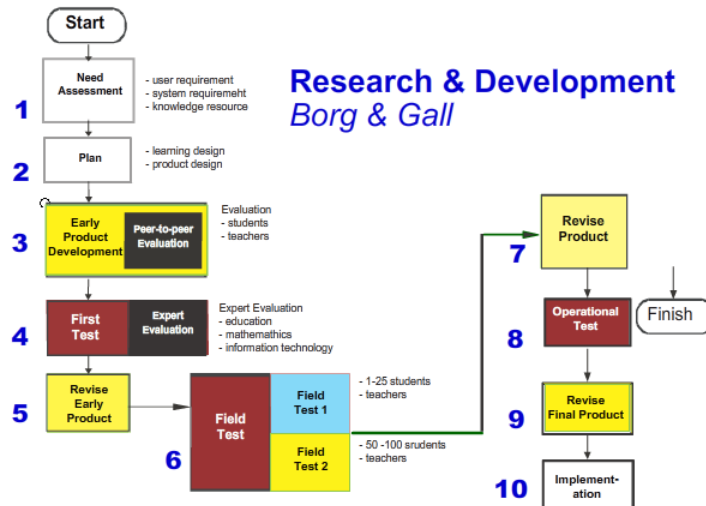 Start
Research & Development
Borg & Gall
1
Need
Assessment
- user requirement
- system requiremeht
- knowledge resource
2
Plan
- learning design
- product design
3
Early
Product
Development
Peer-to-peer
Evaluation
Evaluation
- students
- teachers
4
First
Test
Expert
Evaluation
Expert Evaluation
- education
- mathemathics
- information technology
5
Revise
Early
Product
6
Field
Test
Field
Test 1
- 1-25 students
- teachers
Field
Test 2
- 50 -100 srudents
- teachers
7
Revise
Product
8
Operational
Test
Finish
9
Revise
Final Product
10
Implement-
ation